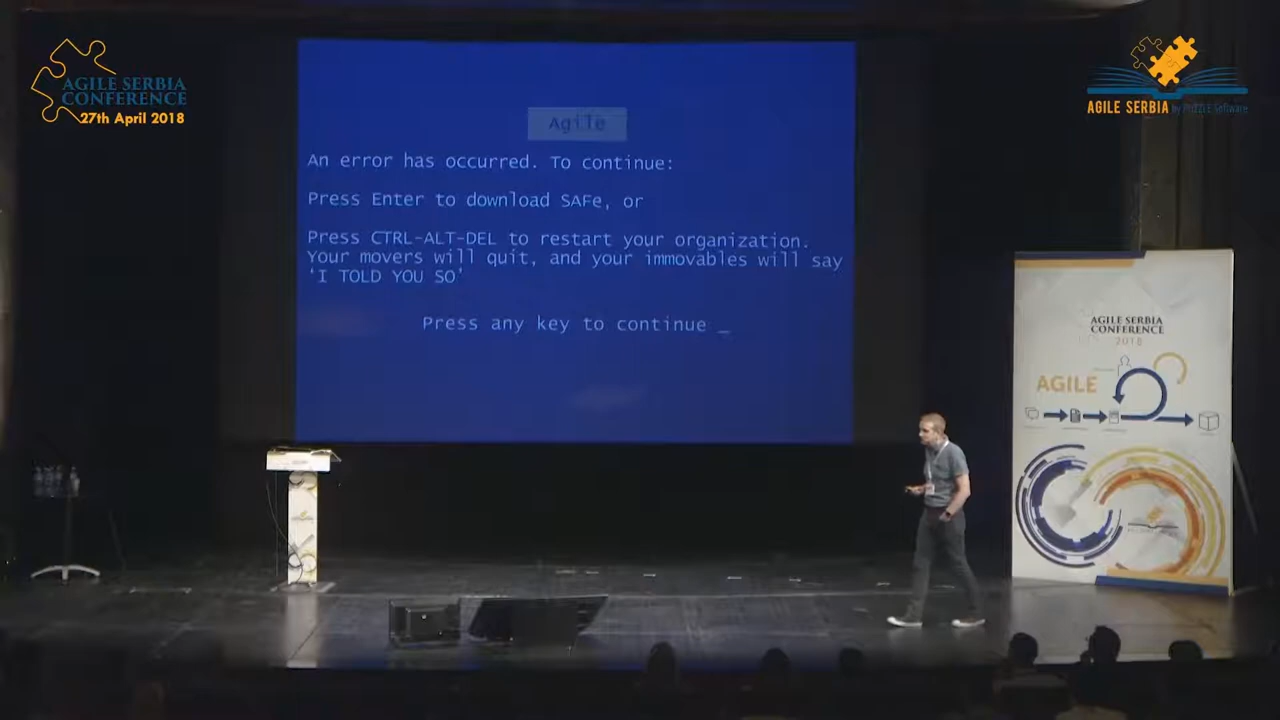 AGILE SERBIA
CONFERENCE
27th April 2018
AGILE SERBIA by PUZZLE Software
Agile
An error has occurred. To continue:
Press Enter to download SAFe, or
Press CTRL-ALT-DEL to restart your organization.
Your movers will quit, and your immovables will say
‘I TOLD YOU SO’
Press any key to continue _
AGILE SERBIA
CONFERENCE
2018
AGILE